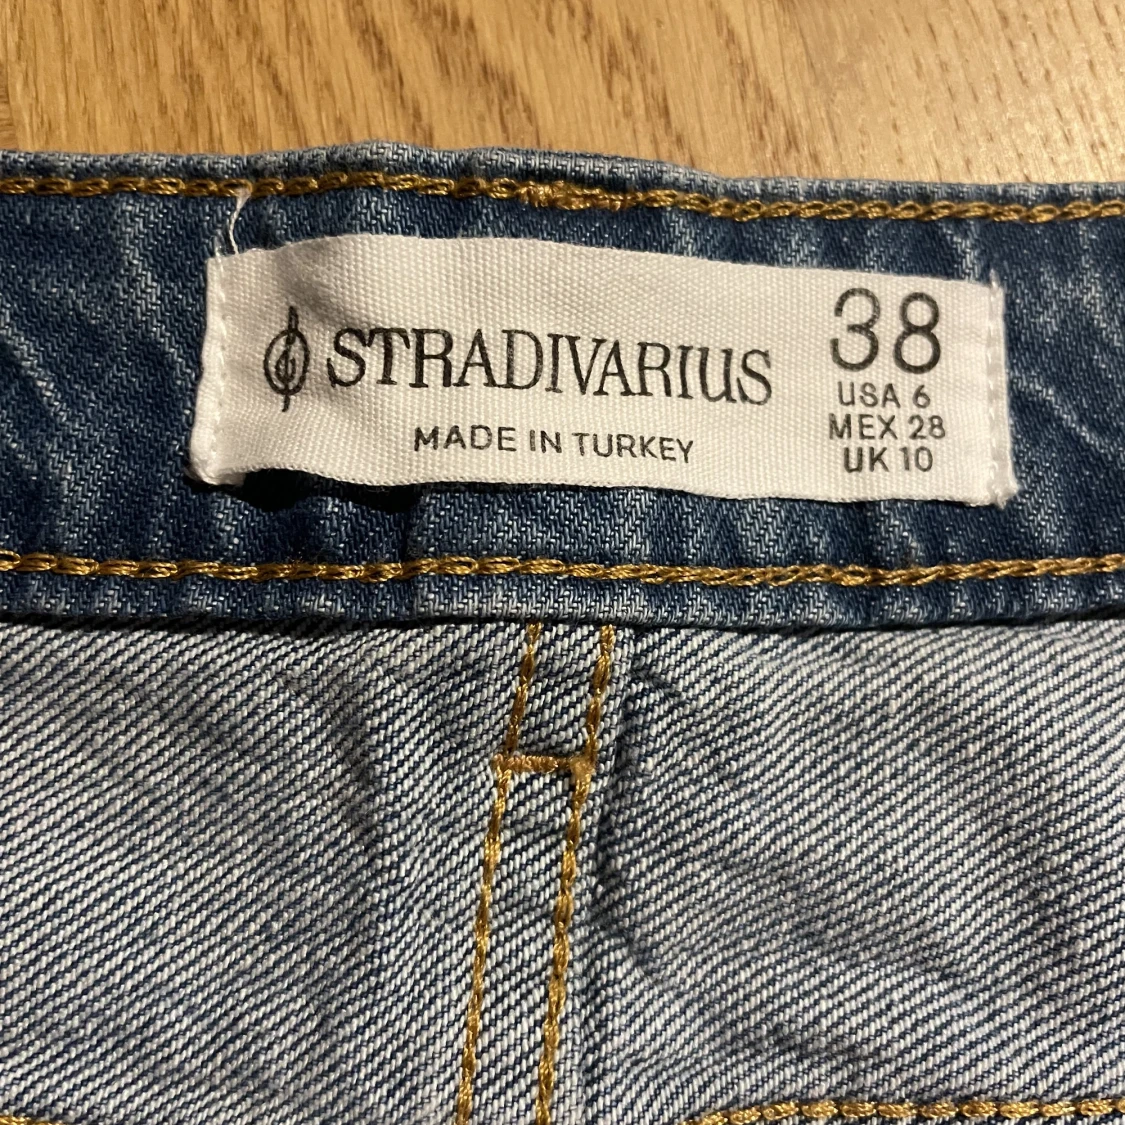 STRADIVARIUS
MADE IN TURKEY
38
USA 6
MEX 28
UK 10